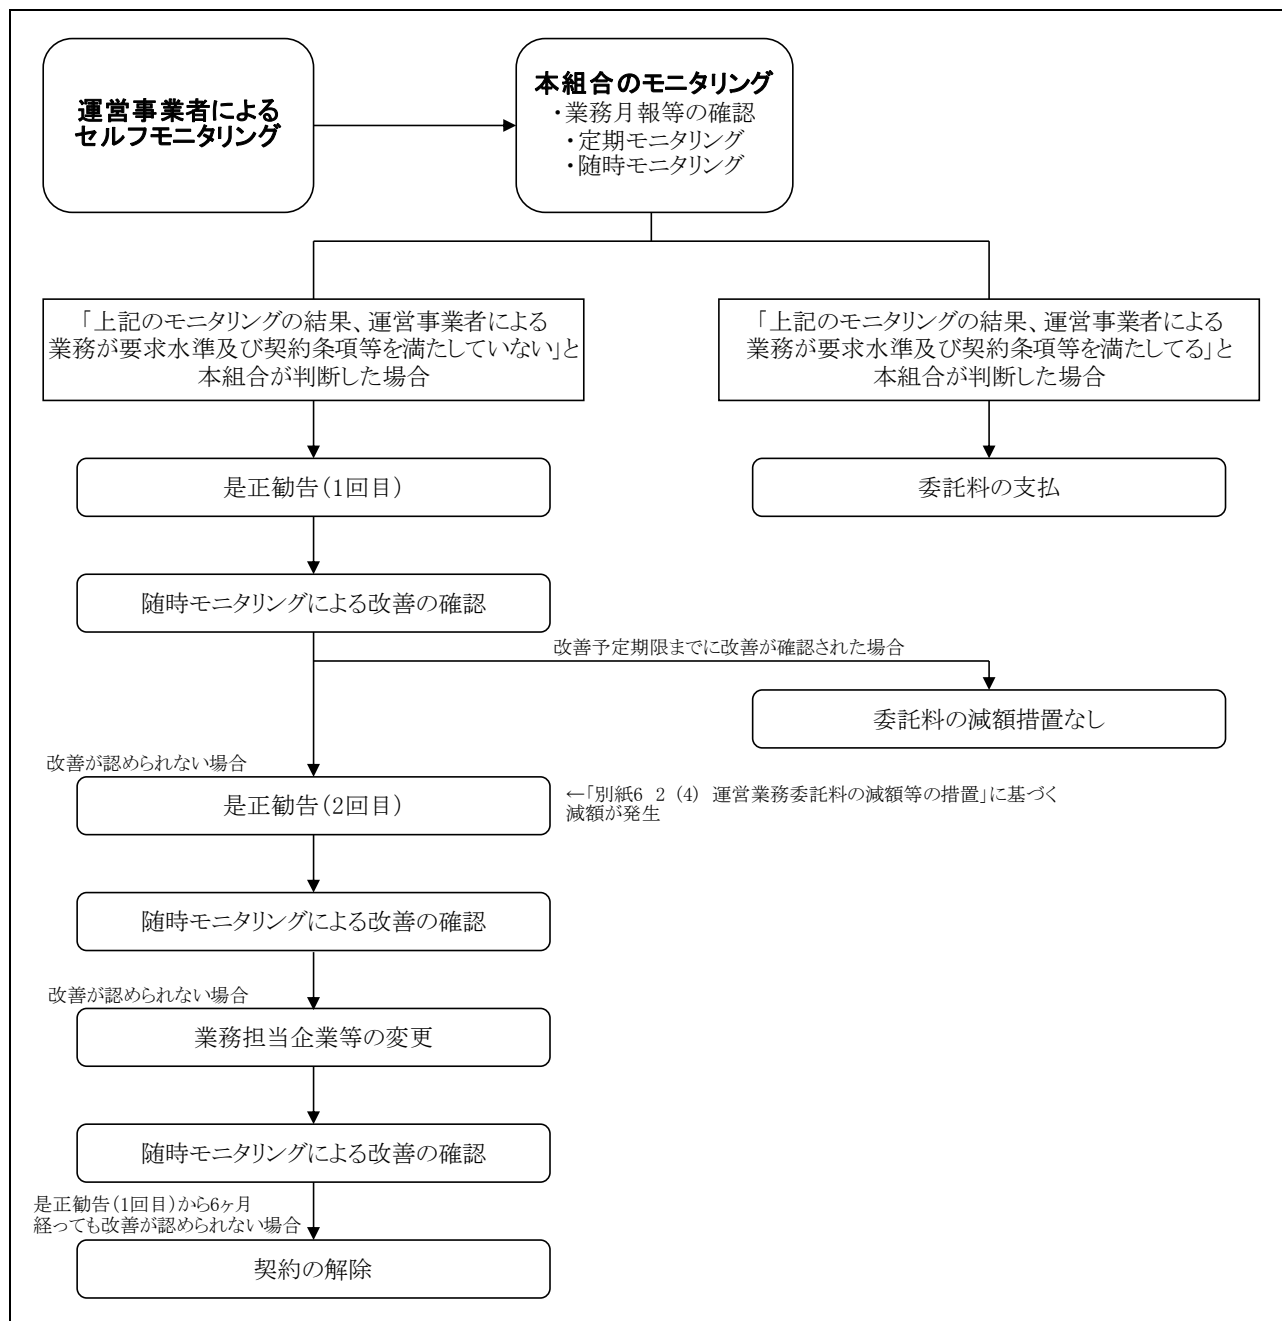 運営事業者による
セルフモニタリング
本組合のモニタリング
・業務月報等の確認
・定期モニタリング
・随時モニタリング
「上記のモニタリングの結果、運営事業者による
業務が要求水準及び契約条項等を満たしていない」と
本組合が判断した場合
「上記のモニタリングの結果、運営事業者による
業務が要求水準及び契約条項等を満たしてる」と
本組合が判断した場合
是正勧告（1回目）
委託料の支払
随時モニタリングによる改善の確認
改善予定期限までに改善が確認された場合
委託料の減額措置なし
改善が認められない場合
是正勧告（2回目）
←「別紙6 2 (4) 運営業務委託料の減額等の措置」に基づく
減額が発生
随時モニタリングによる改善の確認
改善が認められない場合
業務担当企業等の変更
随時モニタリングによる改善の確認
是正勧告（1回目）から6ヶ月
経っても改善が認められない場合
契約の解除